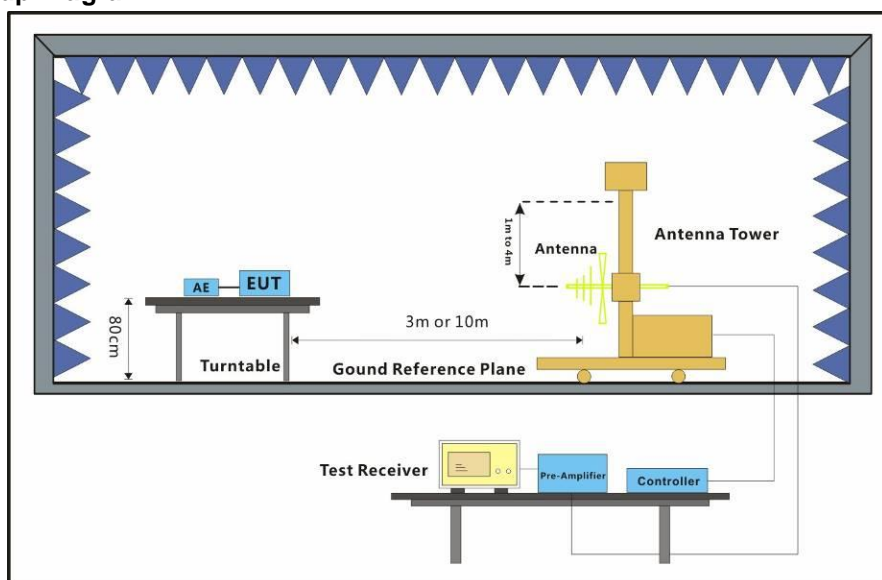 1m to 4m
Antenna
Antenna Tower
AE
EUT
80cm
3m or 10m
Turntable
Gound Reference Plane
Test Receiver
Pre-Amplifier
Controller